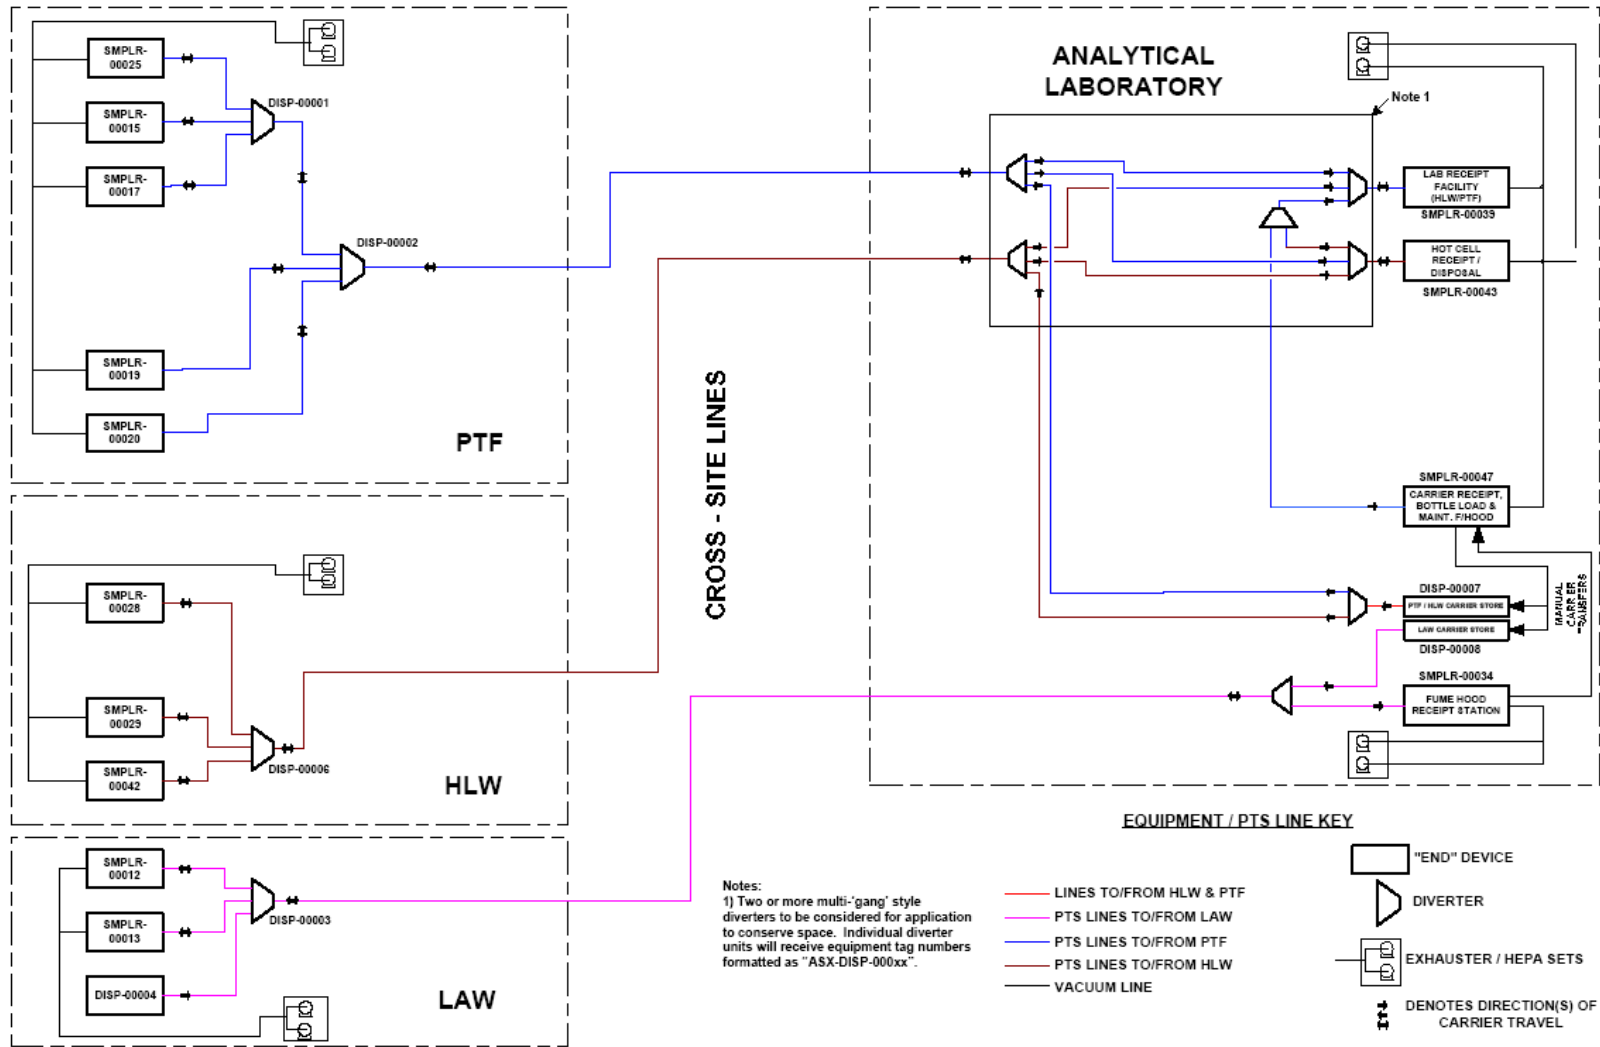 SMPLR-
00025
SMPLR-
00015
SMPLR-
00017
DISP-00001
DISP-00002
SMPLR-
00019
SMPLR-
00020
PTF
SMPLR-
00028
SMPLR-
00029
SMPLR-
00042
DISP-00006
HLW
SMPLR-
00012
SMPLR-
00013
DISP-00004
DISP-00003
LAW
CROSS - SITE LINES
ANALYTICAL
LABORATORY
Note 1
LAB RECEIPT
FACILITY
(HLW/PTF)
SMPLR-00039
HOT CELL
RECEIPT /
DISPOSAL
SMPLR-00043
SMPLR-00047
CARRIER RECEIPT,
BOTTLE LOAD &
MAINT. F/HOOD
DISP-00007
PTF / HLW CARRIER STORE
LAW CARRIER STORE
DISP-00008
MANUAL
CARRIER
TRANSFERS
SMPLR-00034
FUME HOOD
RECEIPT STATION
Notes:
1) Two or more multi-'gang' style
diverters to be considered for application
to conserve space. Individual diverter
units will receive equipment tag numbers
formatted as "ASX-DISP-000xx".
EQUIPMENT / PTS LINE KEY
LINES TO/FROM HLW & PTF
PTS LINES TO/FROM LAW
PTS LINES TO/FROM PTF
PTS LINES TO/FROM HLW
VACUUM LINE
"END" DEVICE
DIVERTER
EXHAUSTER / HEPA SETS
DENOTES DIRECTION(S) OF
CARRIER TRAVEL